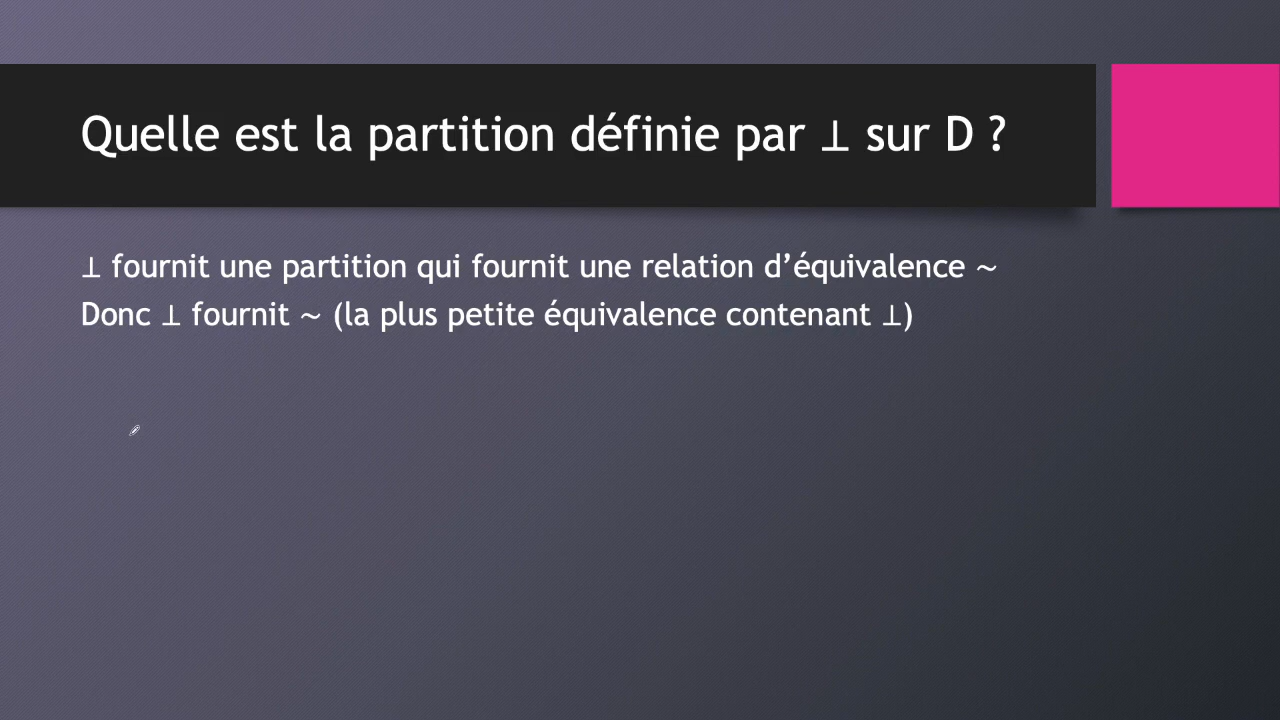 Quelle est la partition définie par ⊥ sur D ?
⊥ fournit une partition qui fournit une relation d’équivalence ~
Donc ⊥ fournit ~ (la plus petite équivalence contenant ⊥)